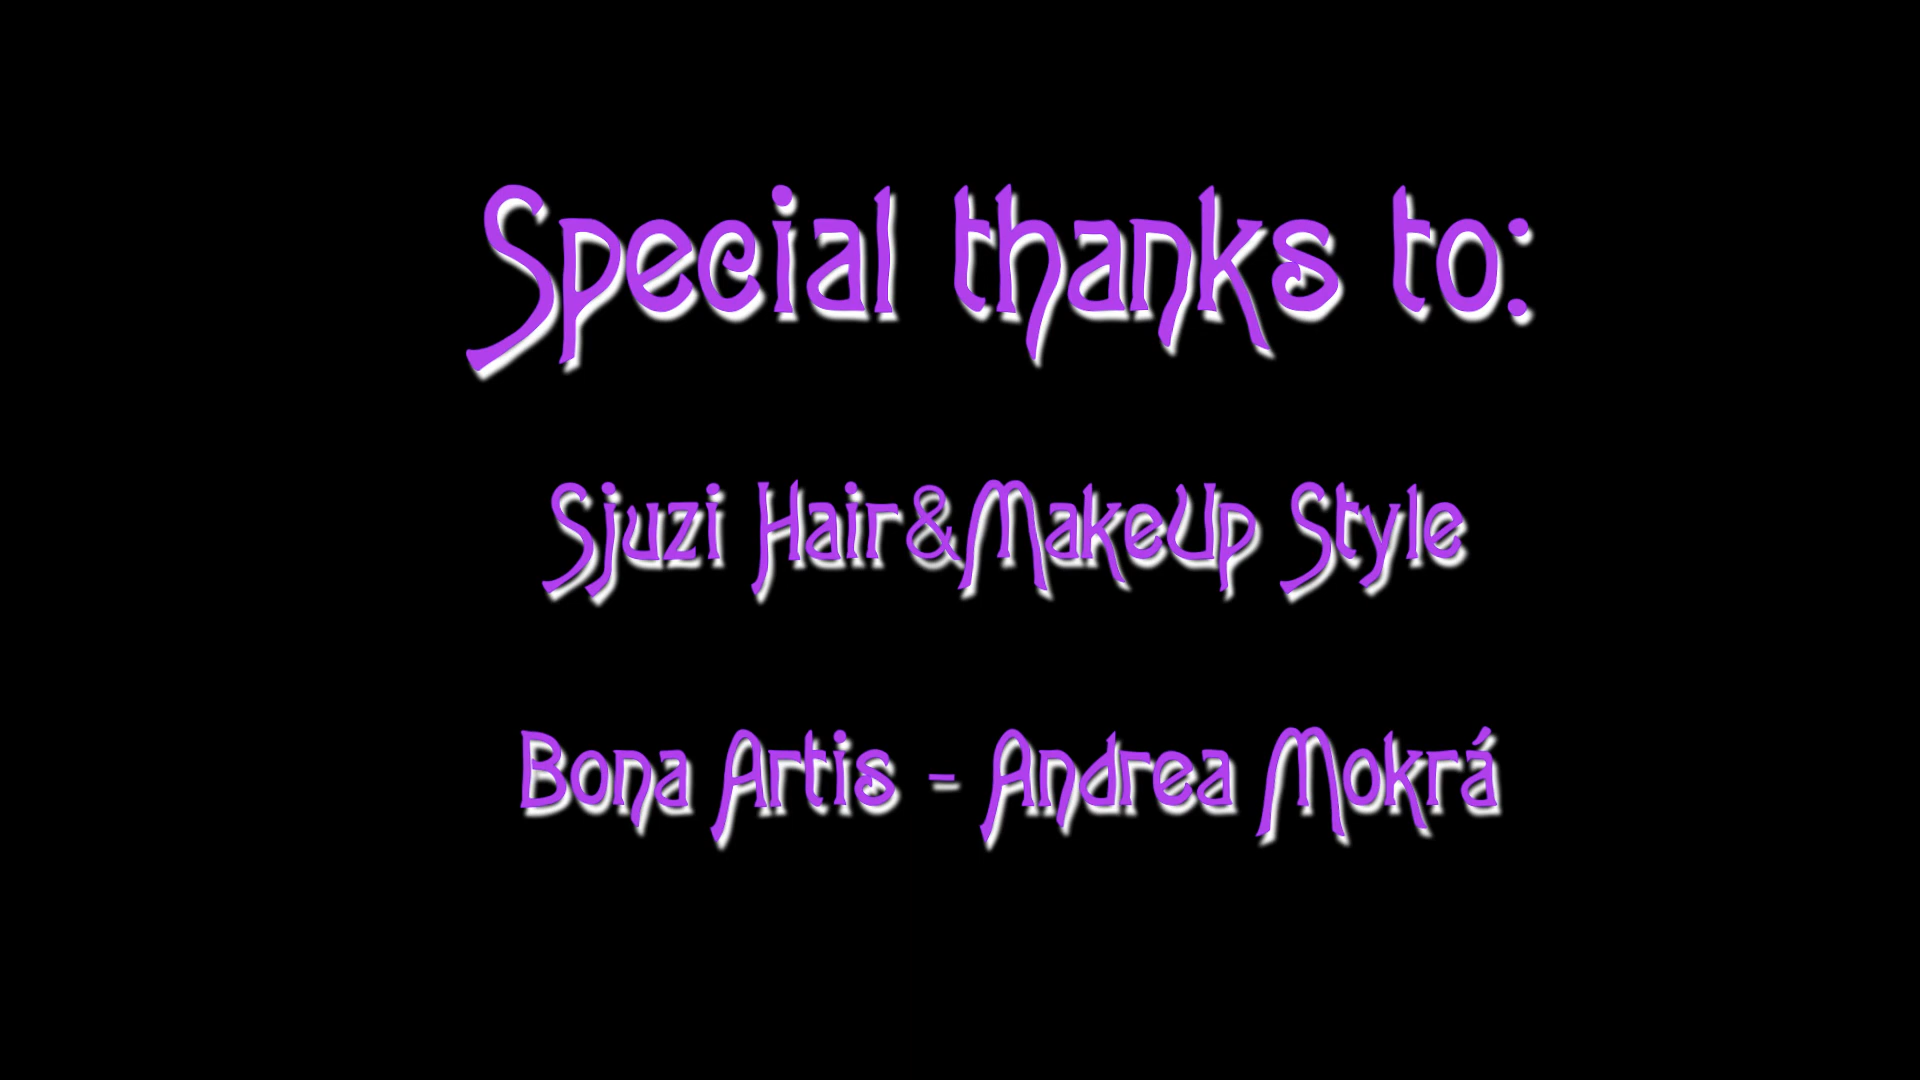 Special thanks to:
Sjuzi Hair&MakeUp Style
Bona Artis - Andrea Mokrá